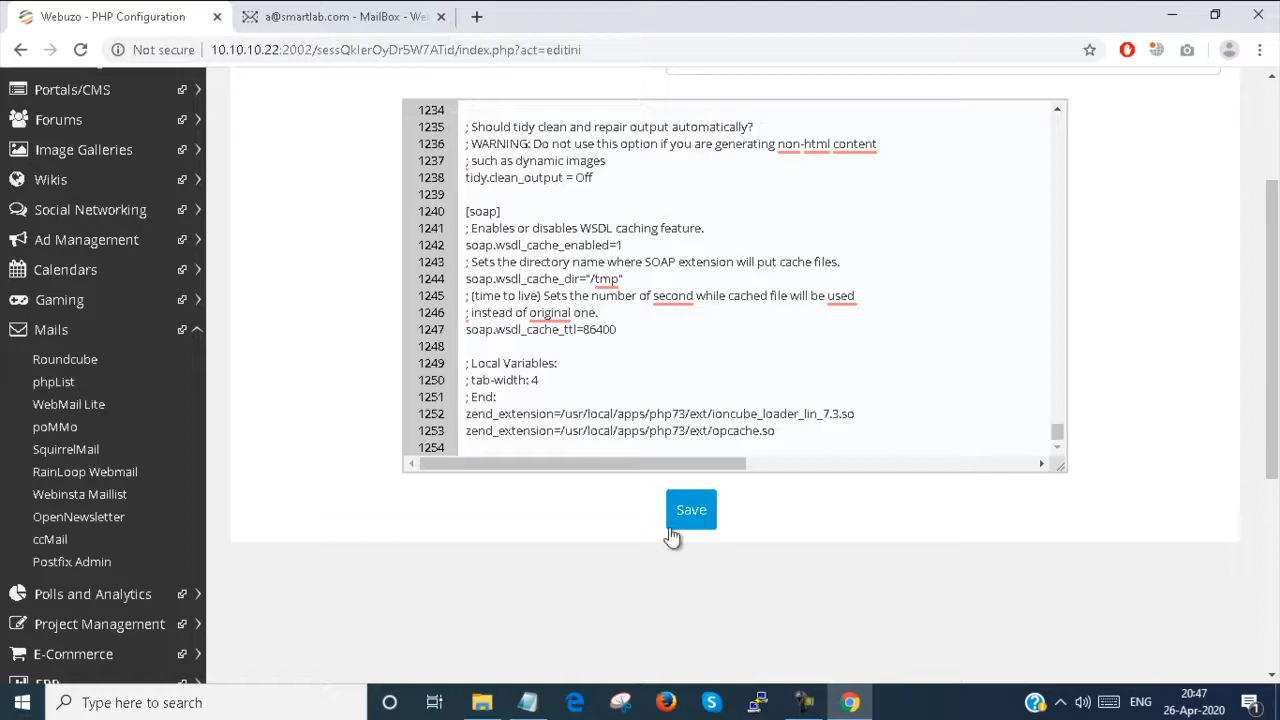 Webuzo - PHP Configuration
a@smartlab.com - MailBox - We
Not secure
10.10.10.22:2002/sessQkIerOyDr5W7ATid/index.php?act=editini
Portals/CMS
Forums
Image Galleries
Wikis
Social Networking
Ad Management
Calendars
Gaming
Mails
Roundcube
phpList
WebMail Lite
poMMo
SquirrelMail
RainLoop Webmail
Webinsta Maillist
OpenNewsletter
ccMail
Postfix Admin
Polls and Analytics
Project Management
E-Commerce
1234
1235 ; Should tidy clean and repair output automatically?
1236 ; WARNING: Do not use this option if you are generating non-html content
1237 ; such as dynamic images
1238 tidy.clean_output = Off
1239
1240 [soap]
1241 ; Enables or disables WSDL caching feature.
1242 soap.wsdl_cache_enabled=1
1243 ; Sets the directory name where SOAP extension will put cache files.
1244 soap.wsdl_cache_dir="/tmp"
1245 ; (time to live) Sets the number of second while cached file will be used
1246 ; instead of original one.
1247 soap.wsdl_cache_ttl=86400
1248
1249 ; Local Variables:
1250 ; tab-width: 4
1251 ; End:
1252 zend_extension=/usr/local/apps/php73/ext/ioncube_loader_lin_7.3.so
1253 zend_extension=/usr/local/apps/php73/ext/opcache.so
1254
Save
Type here to search
ENG
20:47
26-Apr-2020